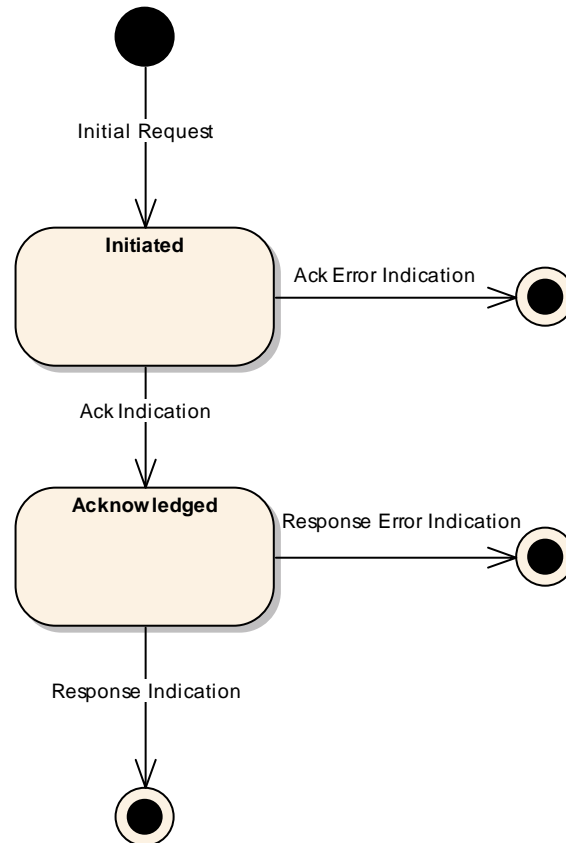 Initial Request
Initiated
Ack Error Indication
Ack Indication
Acknowledged
Response Error Indication
Response Indication